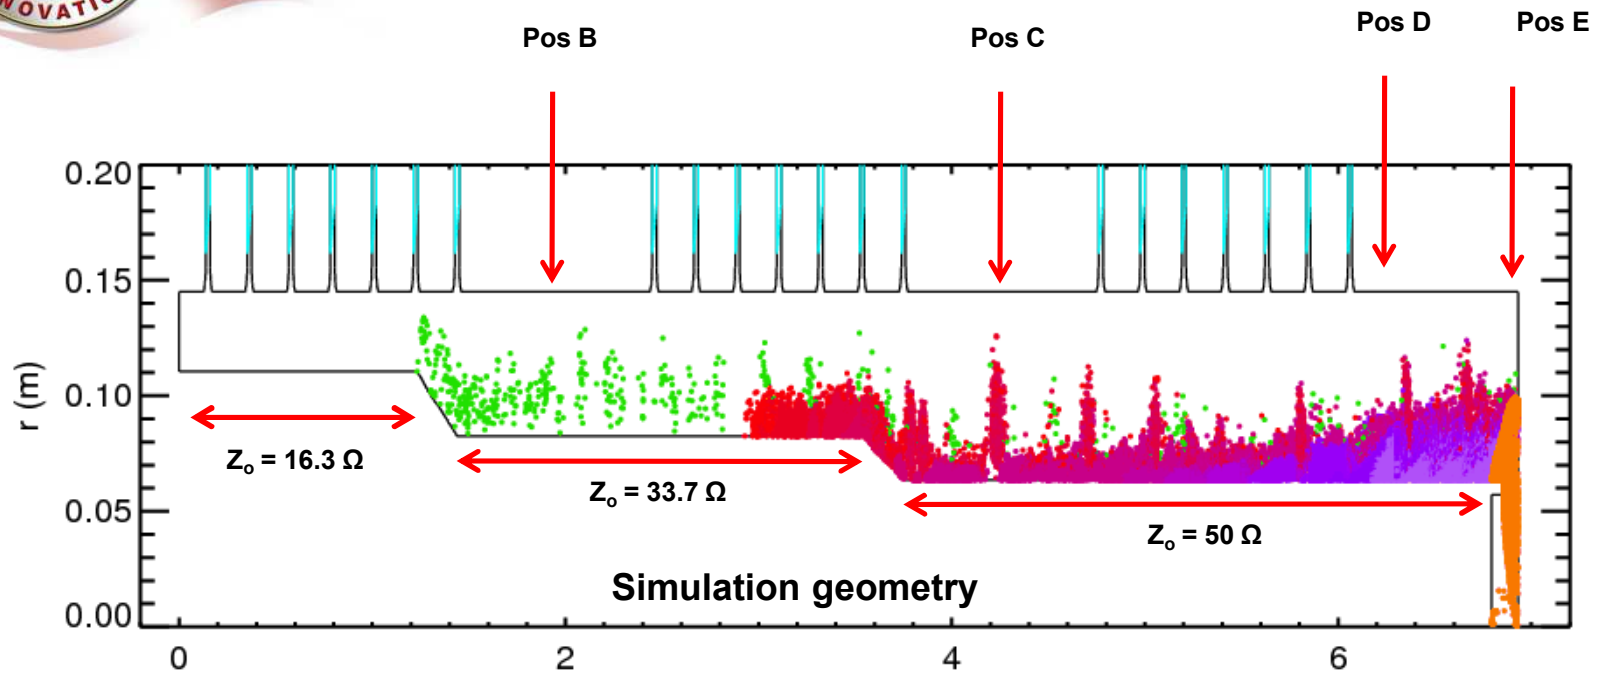 NOVATI
Pos B
Pos C
Pos D
Pos E
0.20
0.15
0.10
0.05
0.00
r (m)
Zo = 16.3 Ω
Zo = 33.7 Ω
Zo = 50 Ω
Simulation geometry
0 2 4 6